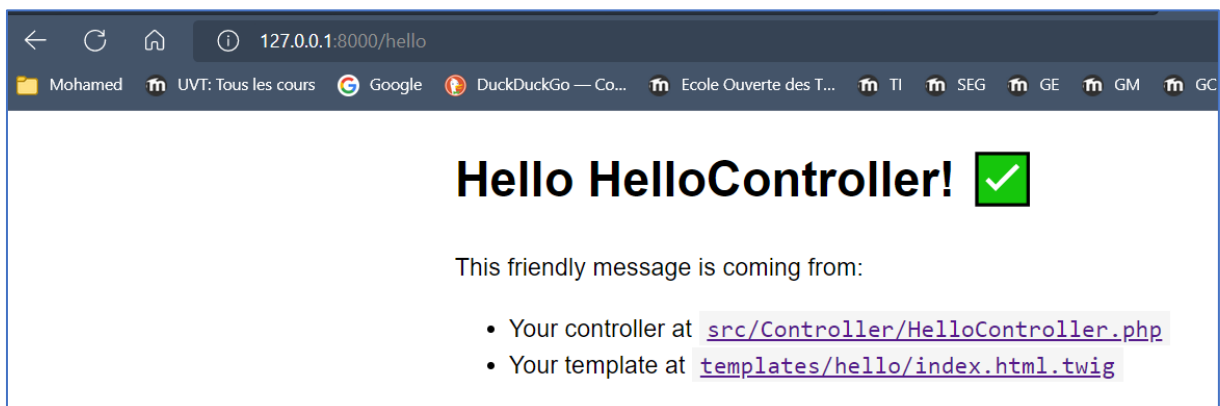 127.0.0.1:8000/hello
Mohamed UVT: Tous les cours Google DuckDuckGo — Co... Ecole Ouverte des T... TI SEG GE GM GC
Hello HelloController! ✅
This friendly message is coming from:
• Your controller at src/Controller/HelloController.php
• Your template at templates/hello/index.html.twig